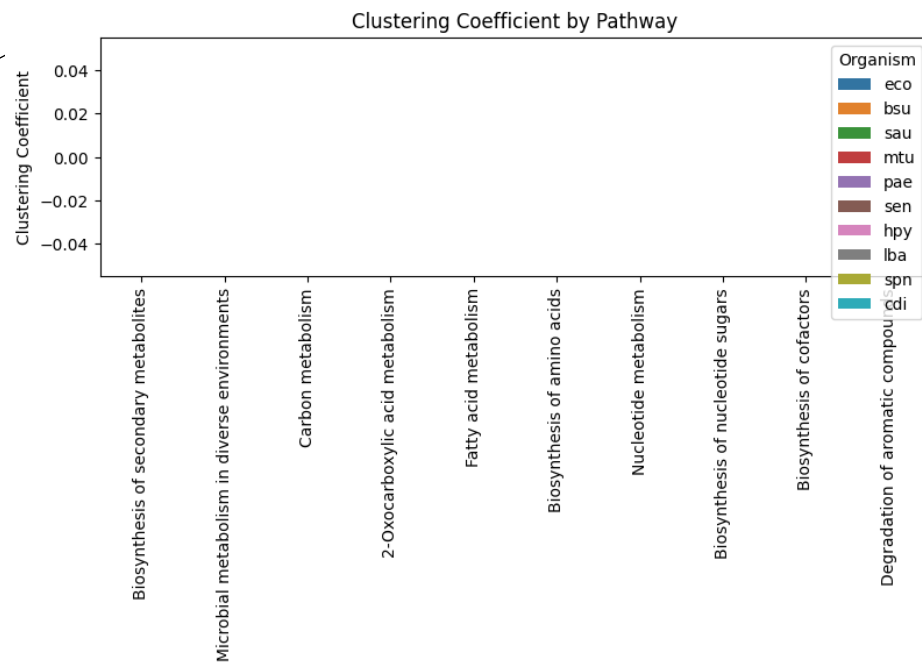 Clustering Coefficient by Pathway
Clustering Coefficient
0.04
0.02
0.00
−0.02
−0.04
Organism
eco
bsu
sau
mtu
pae
sen
hpy
lba
spn
cdi
Biosynthesis of secondary metabolites
Microbial metabolism in diverse environments
Carbon metabolism
2-Oxocarboxylic acid metabolism
Fatty acid metabolism
Biosynthesis of amino acids
Nucleotide metabolism
Biosynthesis of nucleotide sugars
Biosynthesis of cofactors
Degradation of aromatic compounds